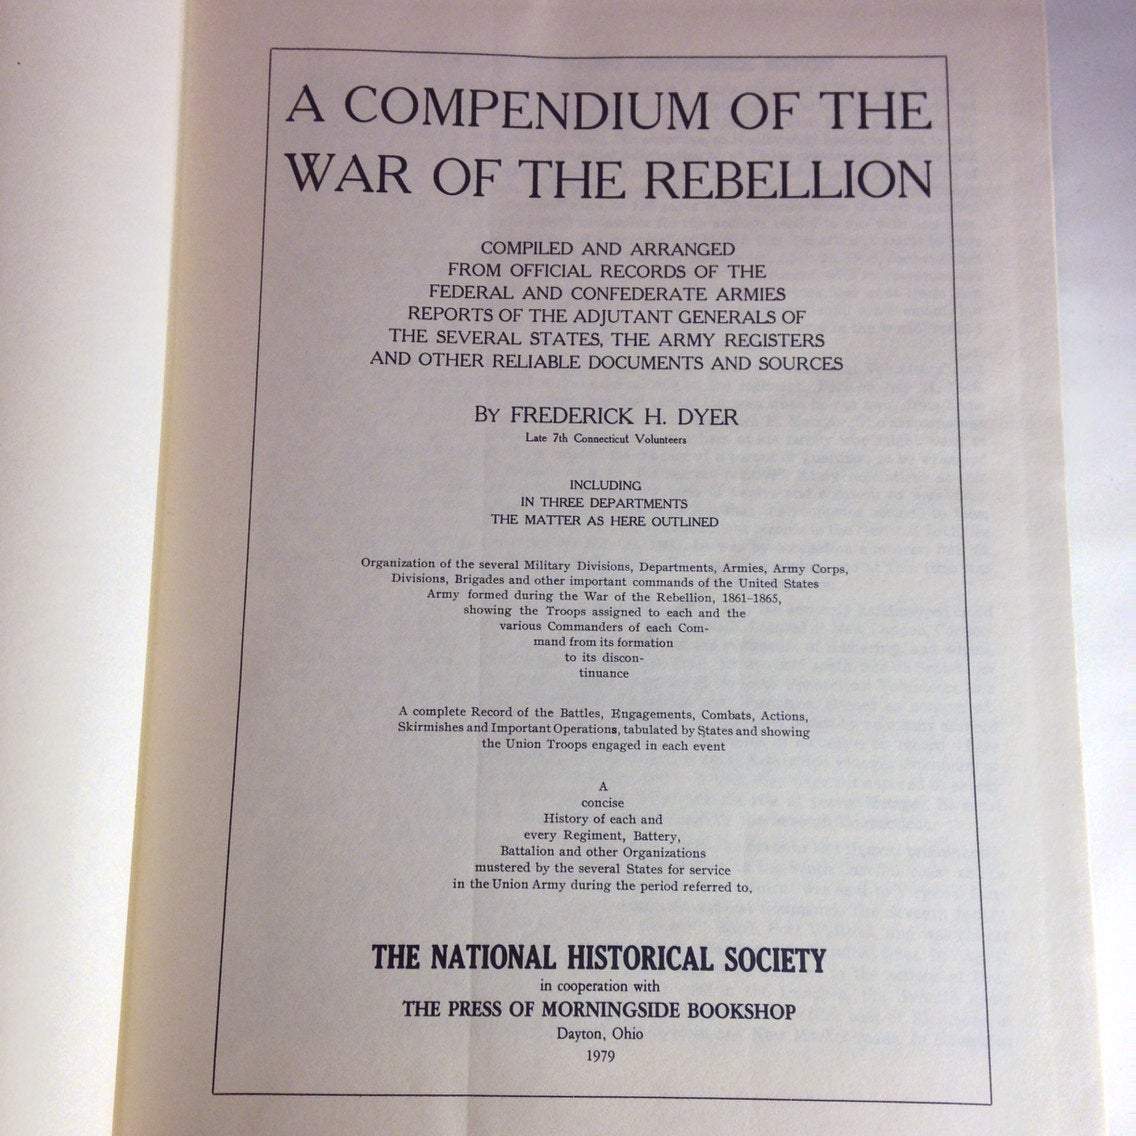 A COMPENDIUM OF THE
WAR OF THE REBELLION
COMPILED AND ARRANGED
FROM OFFICIAL RECORDS OF THE
FEDERAL AND CONFEDERATE ARMIES
REPORTS OF THE ADJUTANT GENERALS OF
THE SEVERAL STATES, THE ARMY REGISTERS
AND OTHER RELIABLE DOCUMENTS AND SOURCES
BY FREDERICK H. DYER
Late 7th Connecticut Volunteers
INCLUDING
IN THREE DEPARTMENTS
THE MATTER AS HERE OUTLINED
Organization of the several Military Divisions, Departments, Armies, Army Corps,
Divisions, Brigades and other important commands of the United States
Army formed during the War of the Rebellion, 1861-1865,
showing the Troops assigned to each and the
various Commanders of each Com-
mand from its formation
to its discon-
tinuance
A complete Record of the Battles, Engagements, Combats, Actions,
Skirmishes and Important Operations, tabulated by States and showing
the Union Troops engaged in each event
A
concise
History of each and
every Regiment, Battery,
Battalion and other Organizations
mustered by the several States for service
in the Union Army during the period referred to.
THE NATIONAL HISTORICAL SOCIETY
in cooperation with
THE PRESS OF MORNINGSIDE BOOKSHOP
Dayton, Ohio
1979